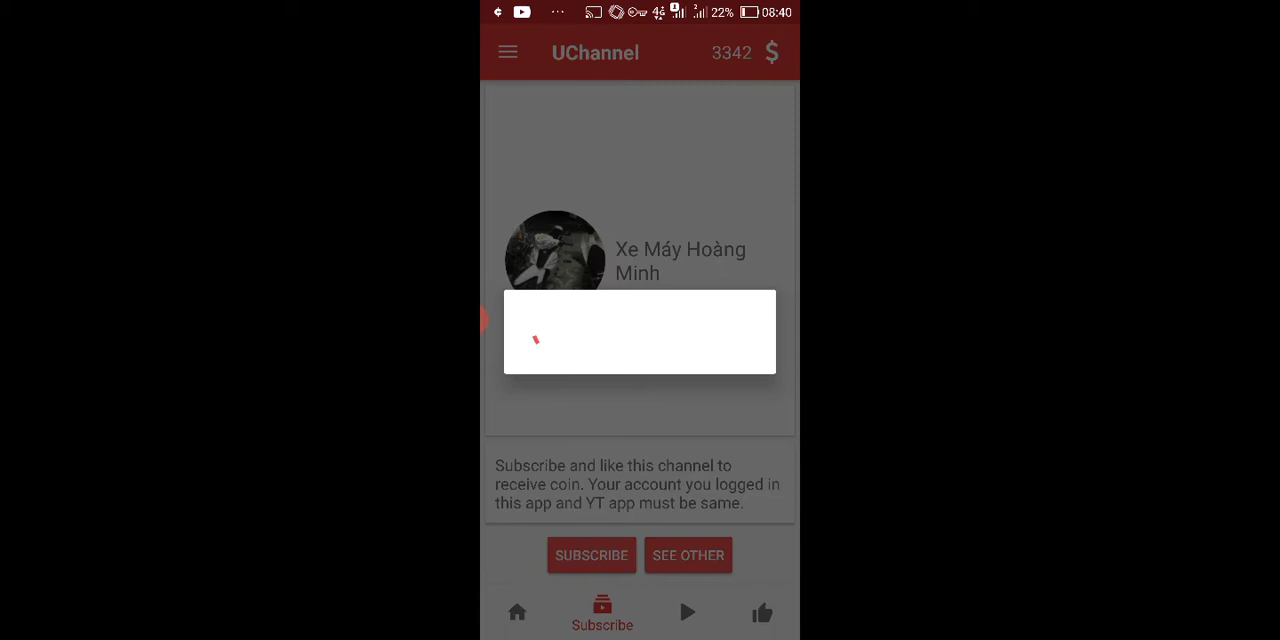 22% 08:40
UChannel 3342 $
Xe Máy Hoàng
Minh
Subscribe and like this channel to
receive coin. Your account you logged in
this app and YT app must be same.
SUBSCRIBE SEE OTHER
Subscribe